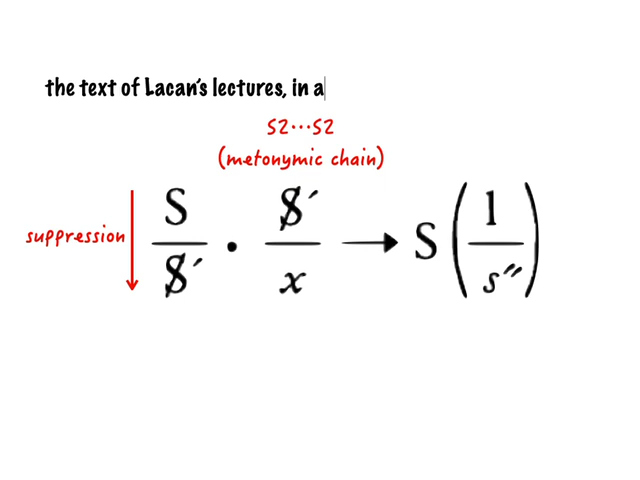 the text of Lacan's lectures, in a
S2...S2
(metonymic chain)
suppression
S/$′ · $′/x → S(1/s″)